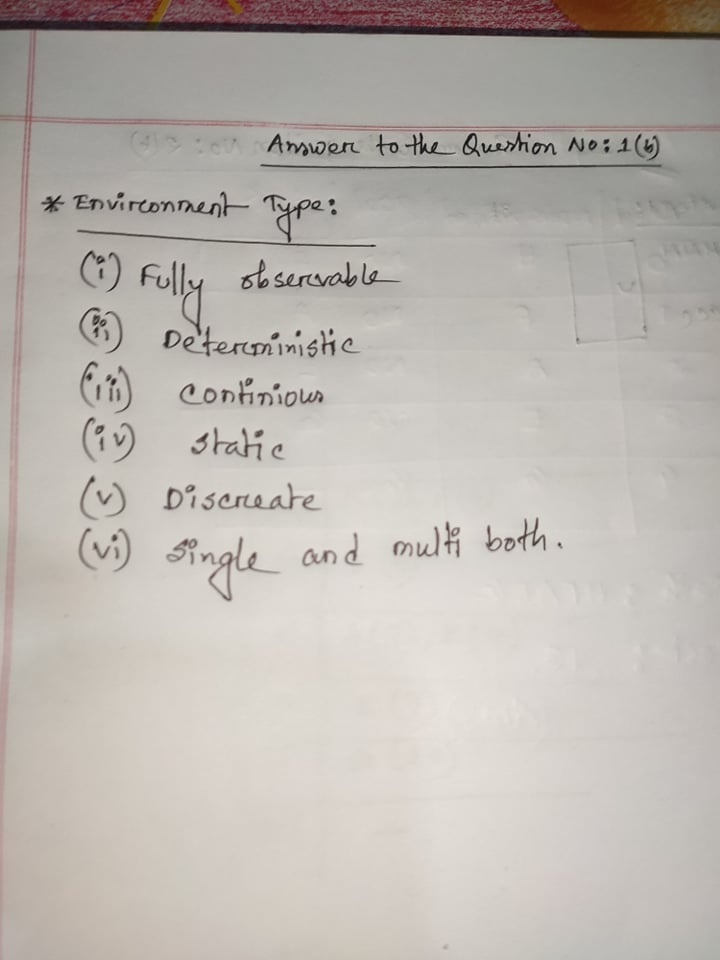 Answer to the Question No: 1(b)
* Environment Type:
(i) Fully observable
(ii) Deterministic
(iii) Continious
(iv) Static
(v) Discreate
(vi) Single and multi both.